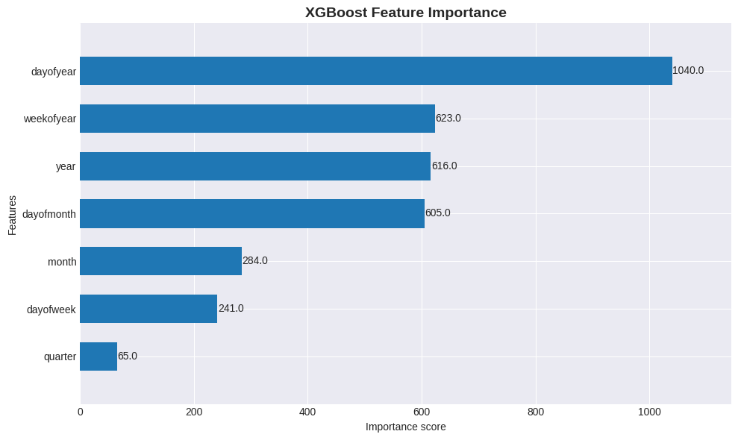 XGBoost Feature Importance
dayofyear 1040.0
weekofyear 623.0
year 616.0
dayofmonth 605.0
month 284.0
dayofweek 241.0
quarter 65.0
Features
0 200 400 600 800 1000
Importance score